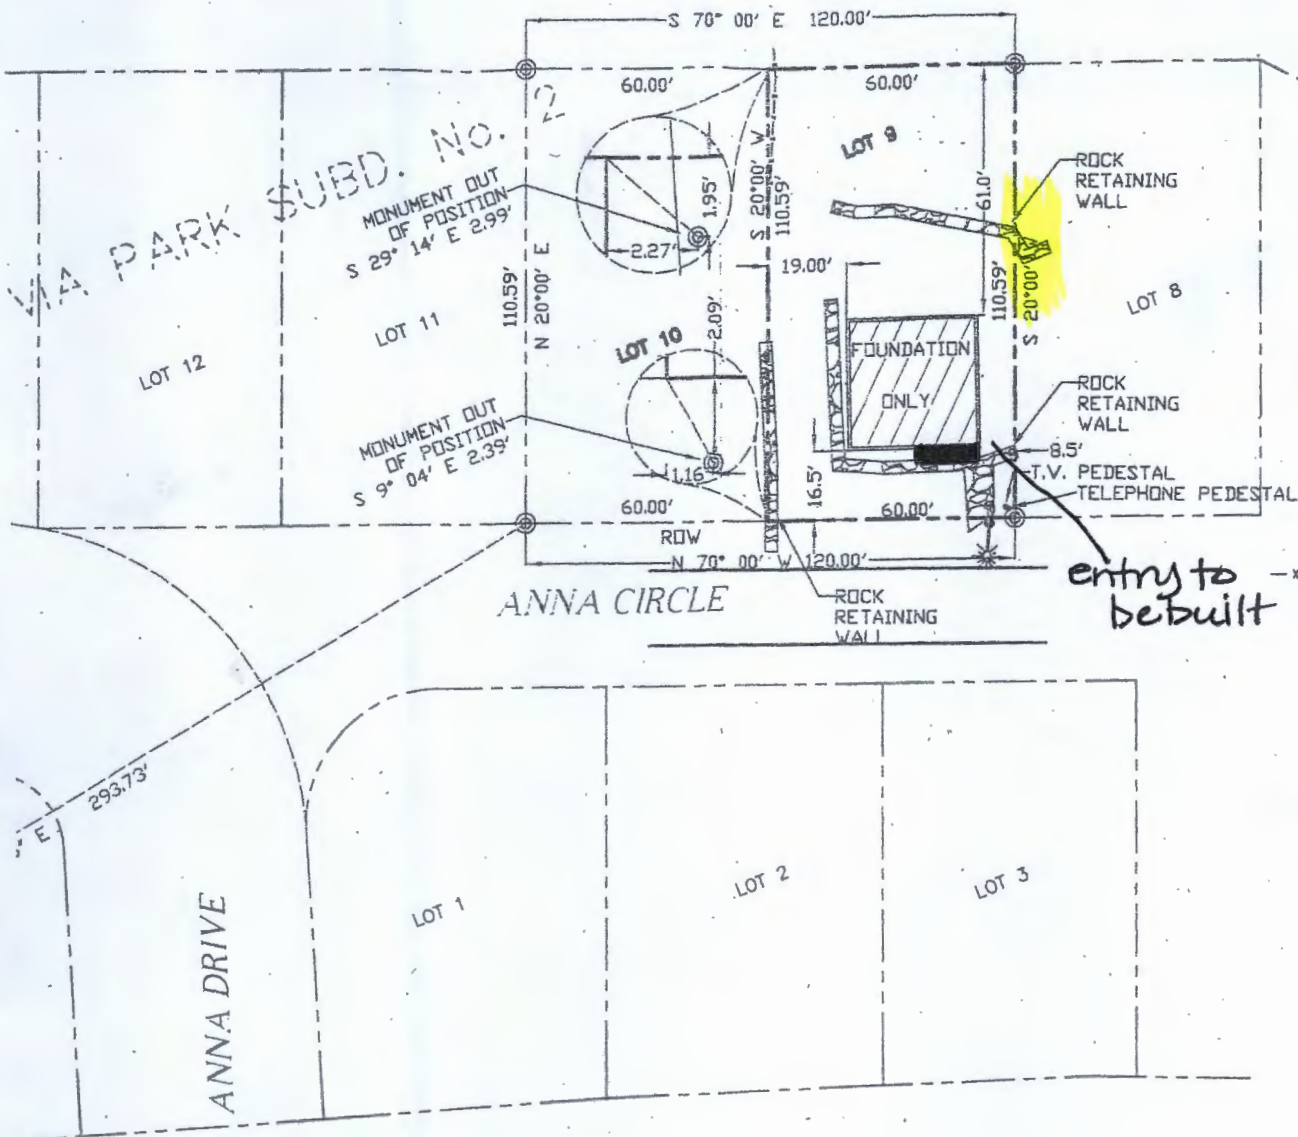 S 70° 00' E 120.00'
60.00'
60.00'
PARK SUBD. No. 2
MONUMENT OUT
OF POSITION
S 29° 14' E 2.99'
1.95'
2.27'
S 20°00' W
110.59'
LOT 9
61.0'
ROCK
RETAINING
WALL
19.00'
110.59'
N 20°00' E
110.59'
S 20°00'
LOT 8
LOT 12
LOT 11
LOT 10
2.09'
FOUNDATION
ONLY
MONUMENT OUT
OF POSITION
S 9° 04' E 2.39'
1.16
ROCK
RETAINING
WALL
8.5'
T.V. PEDESTAL
TELEPHONE PEDESTAL
16.5'
60.00'
60.00'
ROW
N 70° 00' W 120.00'
ANNA CIRCLE
ROCK
RETAINING
WALL
entry to
be built
293.73'
E
LOT 1
LOT 2
LOT 3
ANNA DRIVE